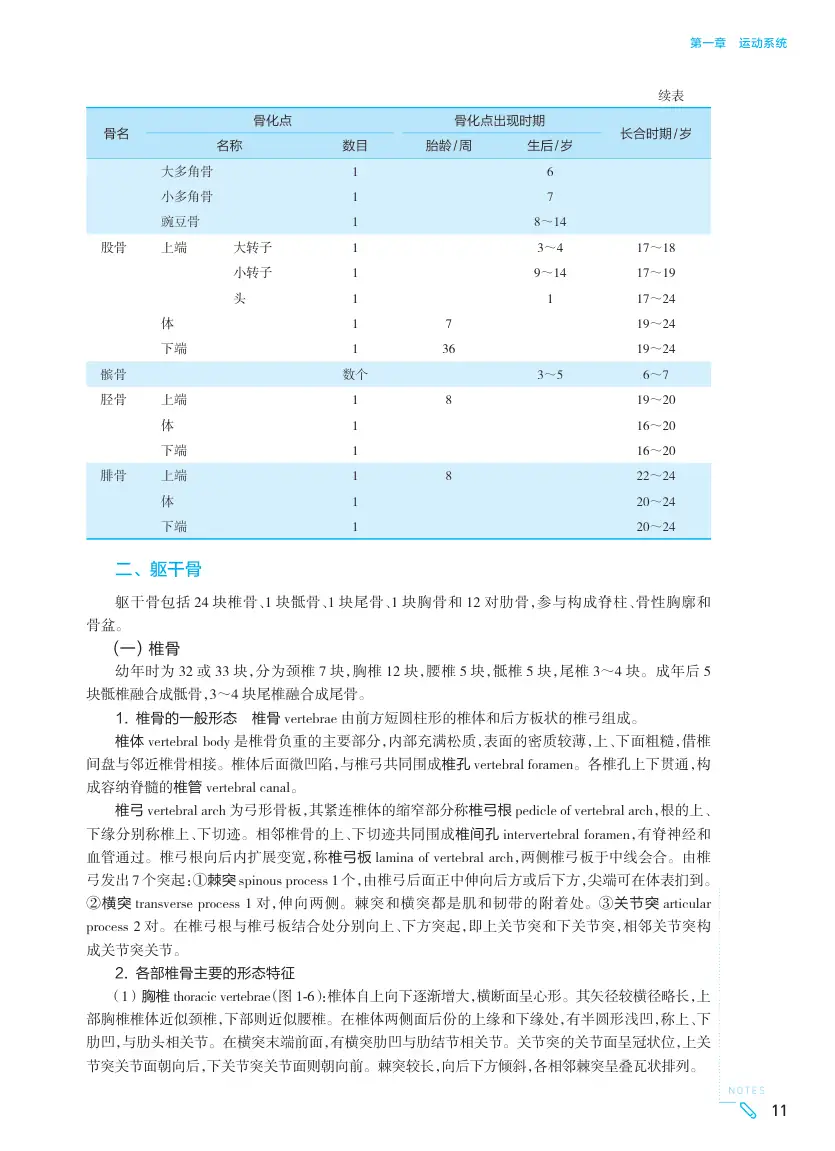 第一章 运动系统
续表
骨名 骨化点 骨化点出现时期 长合时期/岁
名称 数目 胎龄/周 生后/岁
大多角骨 1 6
小多角骨 1 7
豌豆骨 1 8～14
股骨 上端 大转子 1 3～4 17～18
小转子 1 9～14 17～19
头 1 1 17～24
体 1 7 19～24
下端 1 36 19～24
髌骨 数个 3～5 6～7
胫骨 上端 1 8 19～20
体 1 16～20
下端 1 16～20
腓骨 上端 1 8 22～24
体 1 20～24
下端 1 20～24
二、躯干骨
躯干骨包括 24 块椎骨、1 块骶骨、1 块尾骨、1 块胸骨和 12 对肋骨,参与构成脊柱、骨性胸廓和
骨盆。
(一) 椎骨
幼年时为 32 或 33 块,分为颈椎 7 块,胸椎 12 块,腰椎 5 块,骶椎 5 块,尾椎 3～4 块。成年后 5
块骶椎融合成骶骨,3～4 块尾椎融合成尾骨。
1. 椎骨的一般形态 椎骨 vertebrae 由前方短圆柱形的椎体和后方板状的椎弓组成。
椎体 vertebral body 是椎骨负重的主要部分,内部充满松质,表面的密质较薄,上、下面粗糙,借椎
间盘与邻近椎骨相接。椎体后面微凹陷,与椎弓共同围成椎孔 vertebral foramen。各椎孔上下贯通,构
成容纳脊髓的椎管 vertebral canal。
椎弓 vertebral arch 为弓形骨板,其紧连椎体的缩窄部分称椎弓根 pedicle of vertebral arch,根的上、
下缘分别称椎上、下切迹。相邻椎骨的上、下切迹共同围成椎间孔 intervertebral foramen,有脊神经和
血管通过。椎弓根向后内扩展变宽,称椎弓板 lamina of vertebral arch,两侧椎弓板于中线会合。由椎
弓发出 7 个突起:①棘突 spinous process 1 个,由椎弓后面正中伸向后方或后下方,尖端可在体表扪到。
②横突 transverse process 1 对,伸向两侧。棘突和横突都是肌和韧带的附着处。③关节突 articular
process 2 对。在椎弓根与椎弓板结合处分别向上、下方突起,即上关节突和下关节突,相邻关节突构
成关节突关节。
2. 各部椎骨主要的形态特征
(1) 胸椎 thoracic vertebrae(图 1-6):椎体自上向下逐渐增大,横断面呈心形。其矢径较横径略长,上
部胸椎椎体近似颈椎,下部则近似腰椎。在椎体两侧面后份的上缘和下缘处,有半圆形浅凹,称上、下
肋凹,与肋头相关节。在横突末端前面,有横突肋凹与肋结节相关节。关节突的关节面呈冠状位,上关
节突关节面朝向后,下关节突关节面则朝向前。棘突较长,向后下方倾斜,各相邻棘突呈叠瓦状排列。
NOTES
11